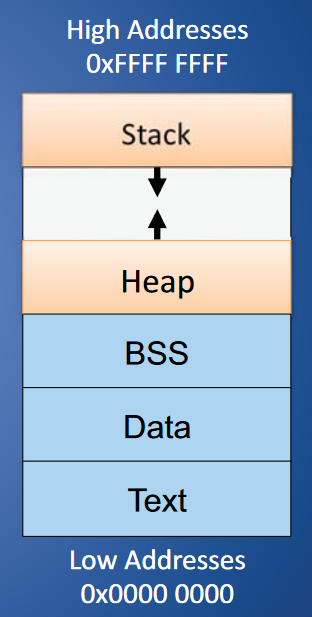 High Addresses
0xFFFF FFFF
Stack
Heap
BSS
Data
Text
Low Addresses
0x0000 0000